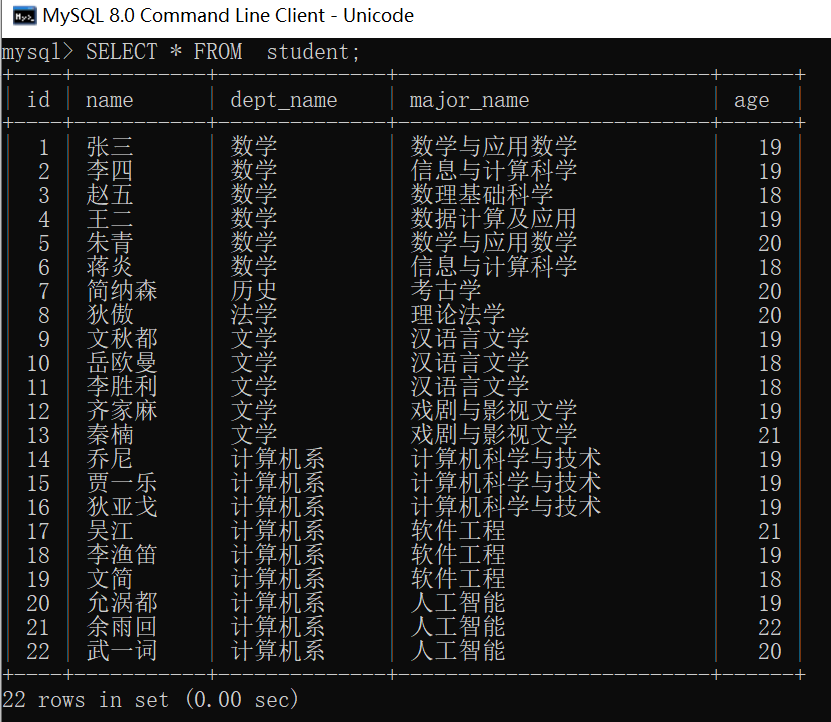 MySQL 8.0 Command Line Client - Unicode
mysql> SELECT * FROM  student;
+----+-----------+---------------+---------------------------+------+
| id | name | dept_name | major_name | age |
+----+-----------+---------------+---------------------------+------+
| 1 | 张三 | 数学 | 数学与应用数学 | 19 |
| 2 | 李四 | 数学 | 信息与计算科学 | 19 |
| 3 | 赵五 | 数学 | 数理基础科学 | 18 |
| 4 | 王二 | 数学 | 数据计算及应用 | 19 |
| 5 | 朱青 | 数学 | 数学与应用数学 | 20 |
| 6 | 蒋炎 | 数学 | 信息与计算科学 | 18 |
| 7 | 简纳森 | 历史 | 考古学 | 20 |
| 8 | 狄傲 | 法学 | 理论法学 | 20 |
| 9 | 文秋都 | 文学 | 汉语言文学 | 19 |
| 10 | 岳欧曼 | 文学 | 汉语言文学 | 18 |
| 11 | 李胜利 | 文学 | 汉语言文学 | 18 |
| 12 | 齐家麻 | 文学 | 戏剧与影视文学 | 19 |
| 13 | 秦楠 | 文学 | 戏剧与影视文学 | 21 |
| 14 | 乔尼 | 计算机系 | 计算机科学与技术 | 19 |
| 15 | 贾一乐 | 计算机系 | 计算机科学与技术 | 19 |
| 16 | 狄亚戈 | 计算机系 | 计算机科学与技术 | 19 |
| 17 | 吴江 | 计算机系 | 软件工程 | 21 |
| 18 | 李渔笛 | 计算机系 | 软件工程 | 19 |
| 19 | 文简 | 计算机系 | 软件工程 | 18 |
| 20 | 允涡都 | 计算机系 | 人工智能 | 19 |
| 21 | 余雨回 | 计算机系 | 人工智能 | 22 |
| 22 | 武一词 | 计算机系 | 人工智能 | 20 |
+----+-----------+---------------+---------------------------+------+
22 rows in set (0.00 sec)